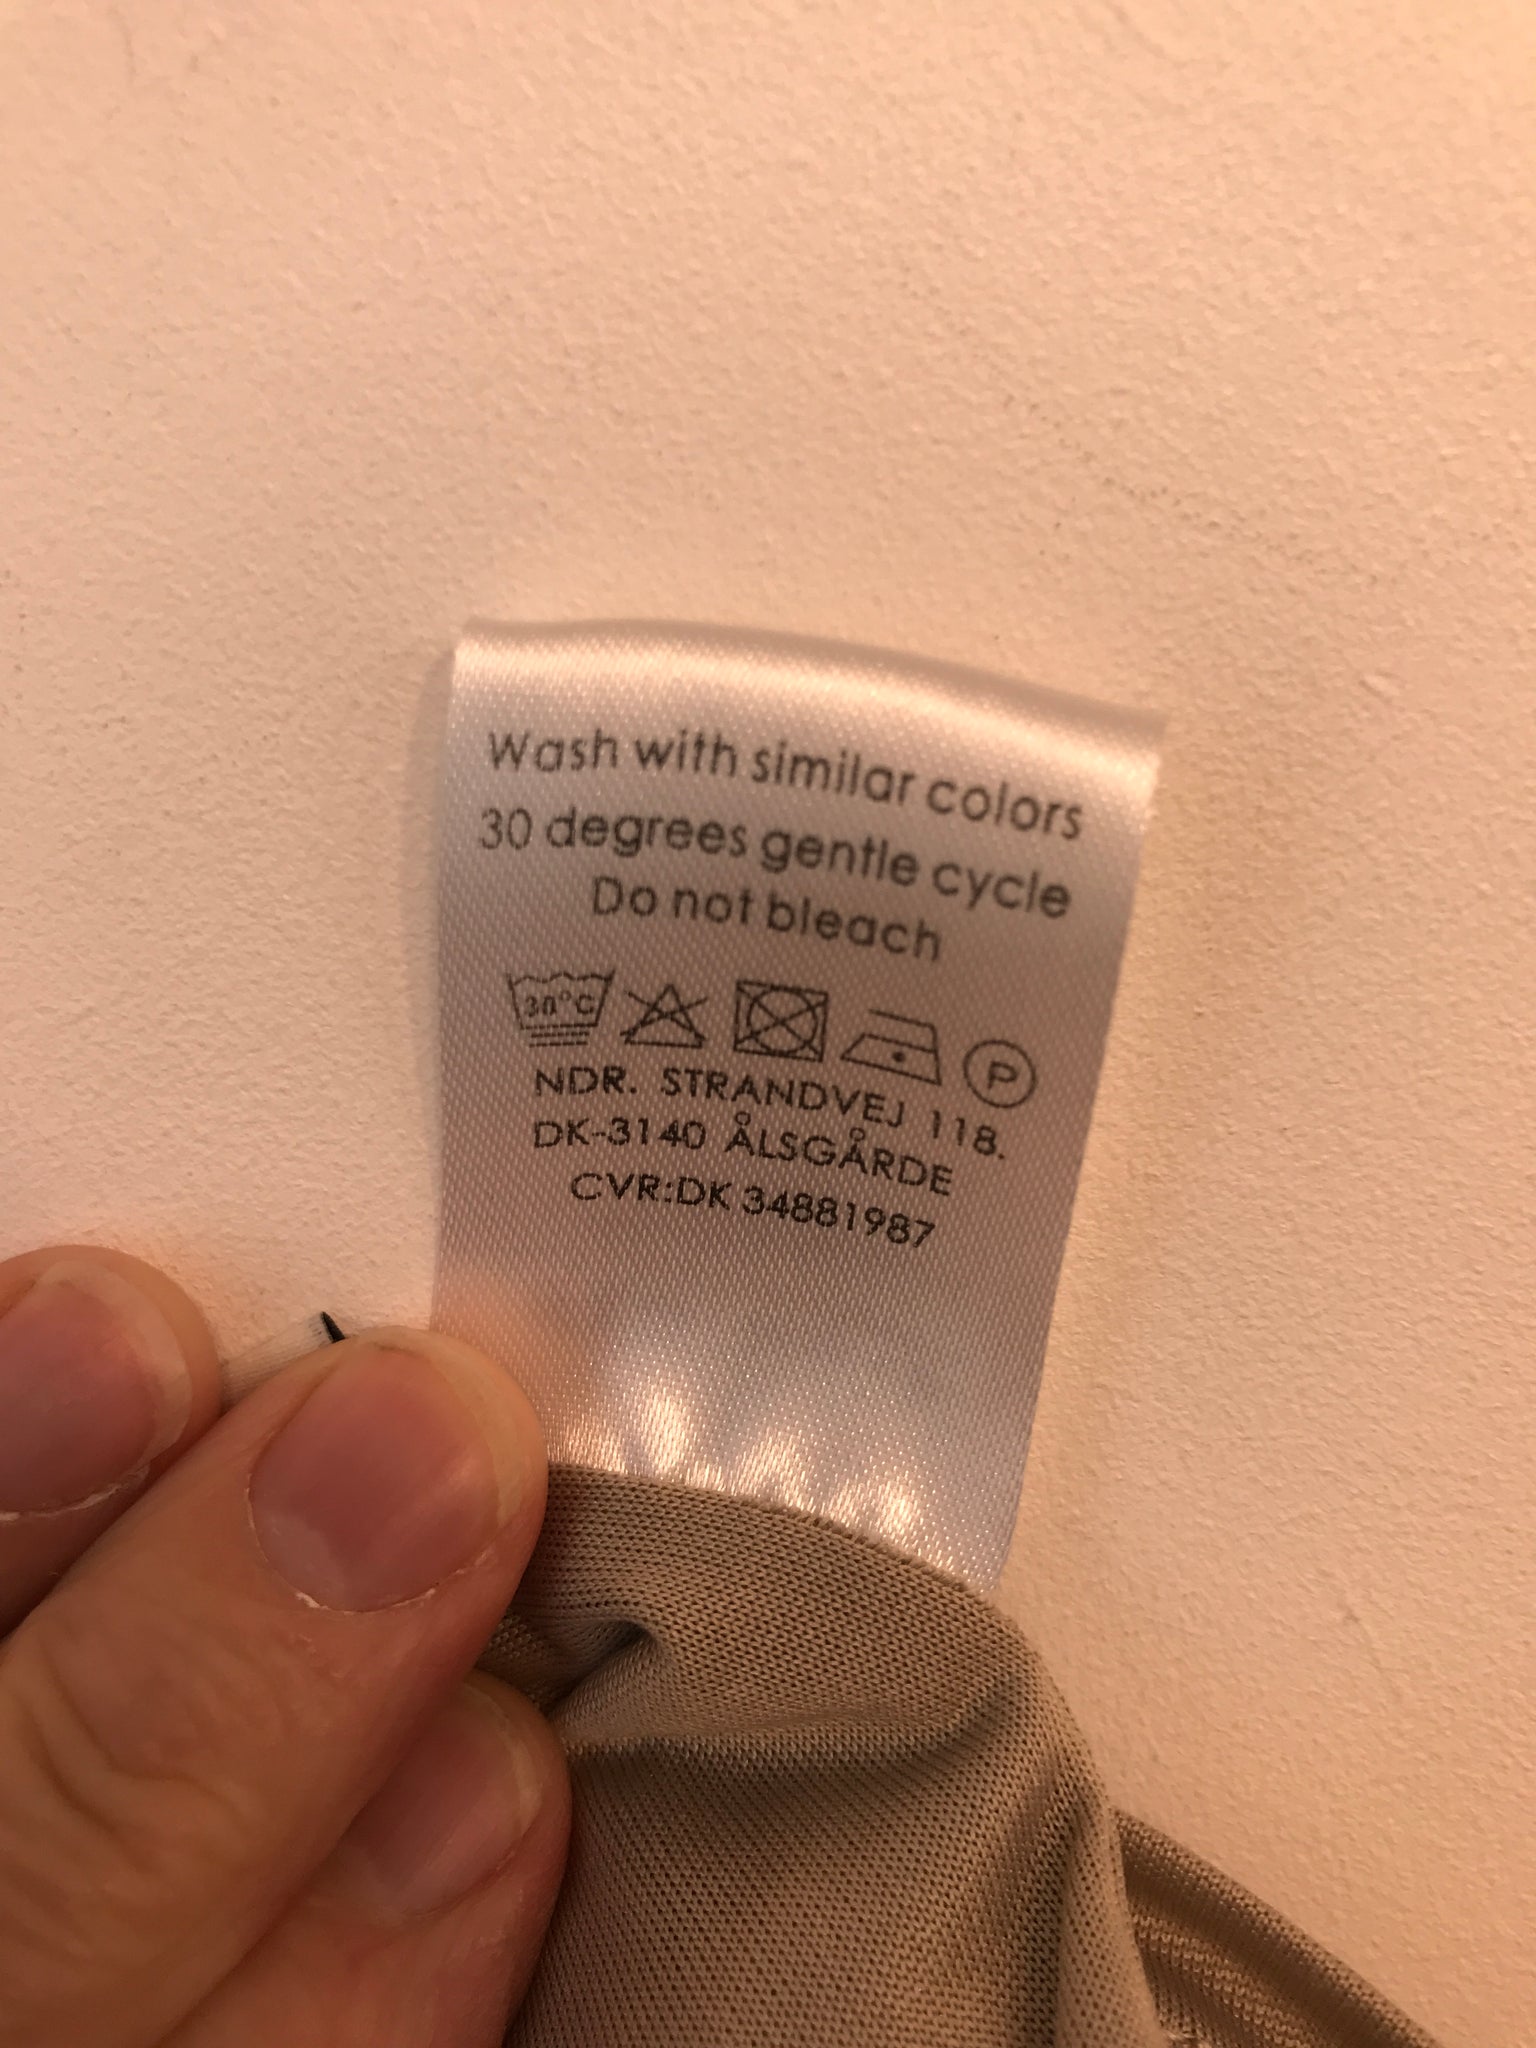 Wash with similar colors
30 degrees gentle cycle
Do not bleach
30°C P
NDR. STRANDVEJ 118.
DK-3140 ÅLSGÅRDE
CVR:DK 34881987